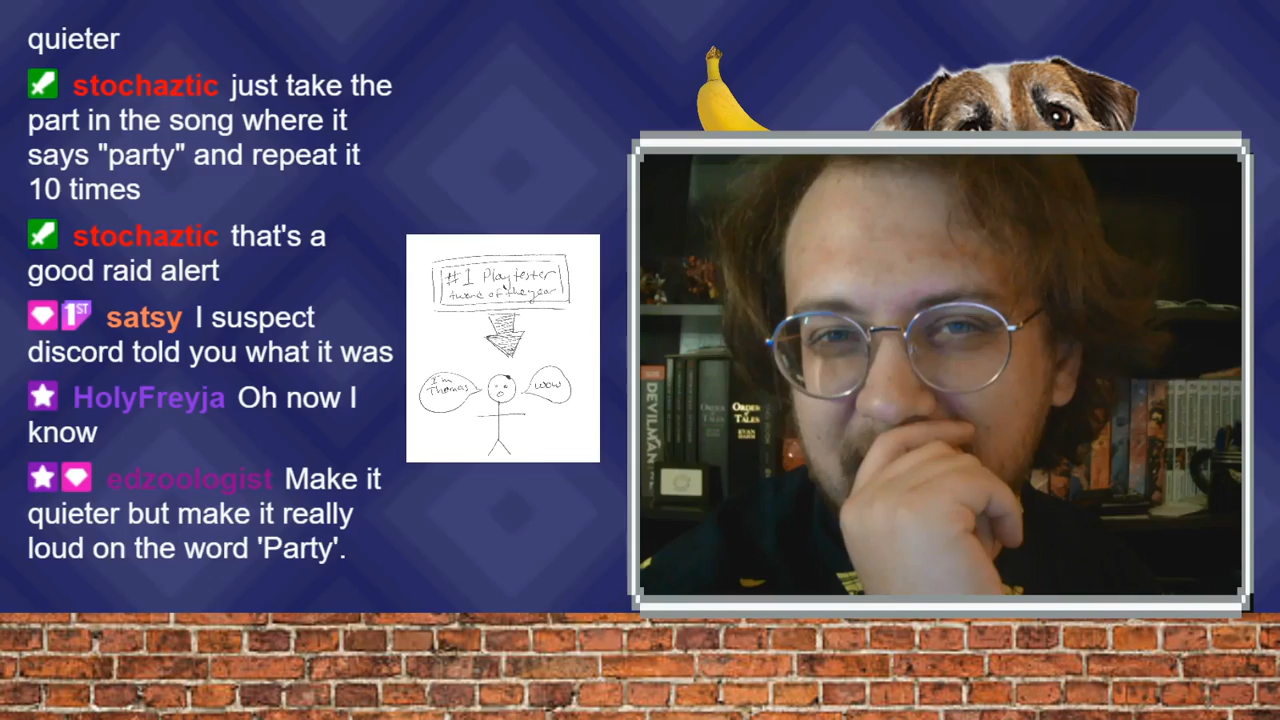 quieter
stochaztic just take the
part in the song where it
says "party" and repeat it
10 times
stochaztic that's a
good raid alert
1ST satsy I suspect
discord told you what it was
HolyFreyja Oh now I
know
edzoologist Make it
quieter but make it really
loud on the word 'Party'.
#1 Playtester
Award of the year
I'm
Thomas
wow
DEVILMAN
ORDER
of TALES
EVAN